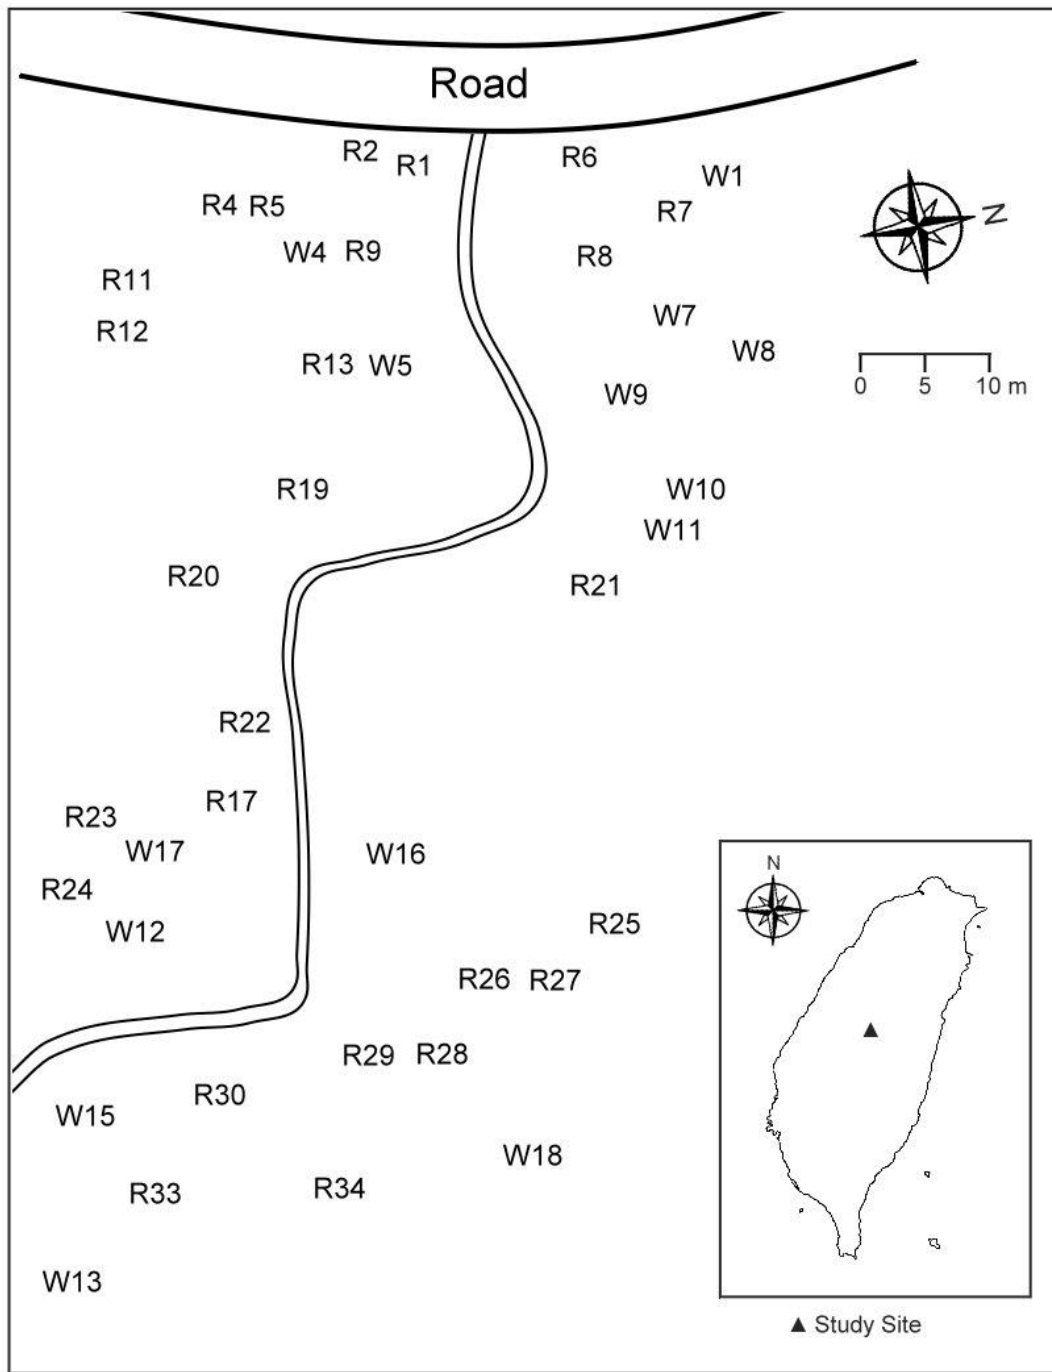 Road
R2
R1
R6
W1
R4 R5
R7
N
W4 R9
R8
R11
W7
R12
W8
R13 W5
0 5 10 m
W9
R19
W10
W11
R20
R21
R22
R17
R23
W17
W16
N
R24
R25
W12
R26 R27
R29 R28
R30
W15
W18
R33
R34
W13
▲ Study Site